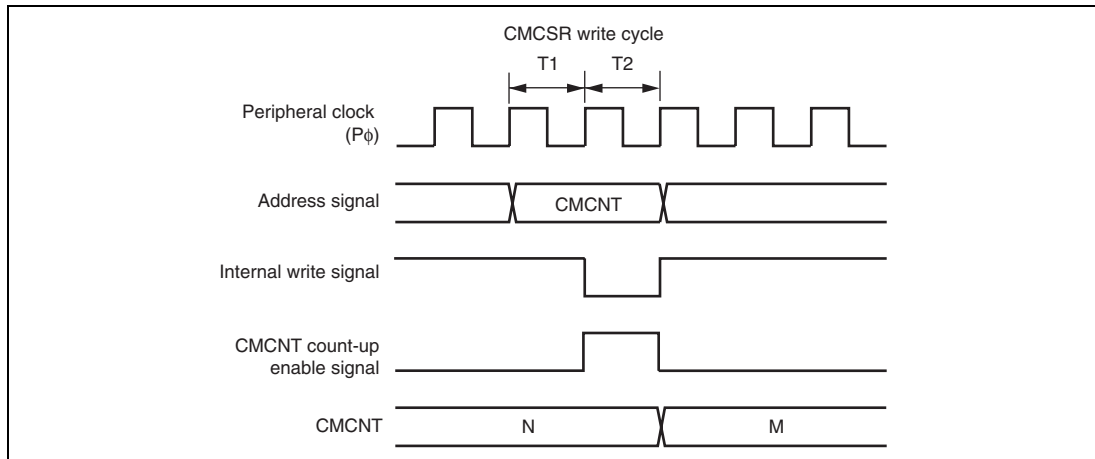 CMCSR write cycle
T1 T2
Peripheral clock
(Pϕ)
Address signal CMCNT
Internal write signal
CMCNT count-up
enable signal
CMCNT N M